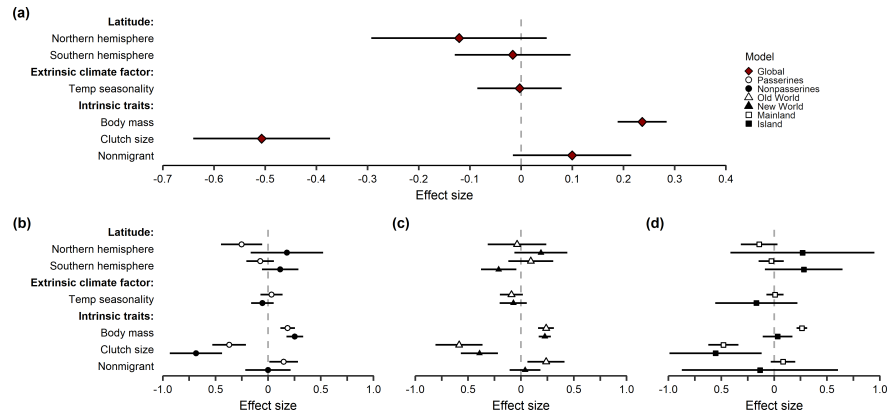 (a)
Latitude:
Northern hemisphere
Southern hemisphere
Extrinsic climate factor:
Temp seasonality
Intrinsic traits:
Body mass
Clutch size
Nonmigrant
-0.7 -0.6 -0.5 -0.4 -0.3 -0.2 -0.1 0 0.1 0.2 0.3 0.4
Effect size
Model
Global
Passerines
Nonpasserines
Old World
New World
Mainland
Island
(b) (c) (d)
Latitude:
Northern hemisphere
Southern hemisphere
Extrinsic climate factor:
Temp seasonality
Intrinsic traits:
Body mass
Clutch size
Nonmigrant
-1.0 -0.5 0 0.5 1.0 -1.0 -0.5 0 0.5 1.0 -1.0 -0.5 0 0.5 1.0
Effect size Effect size Effect size